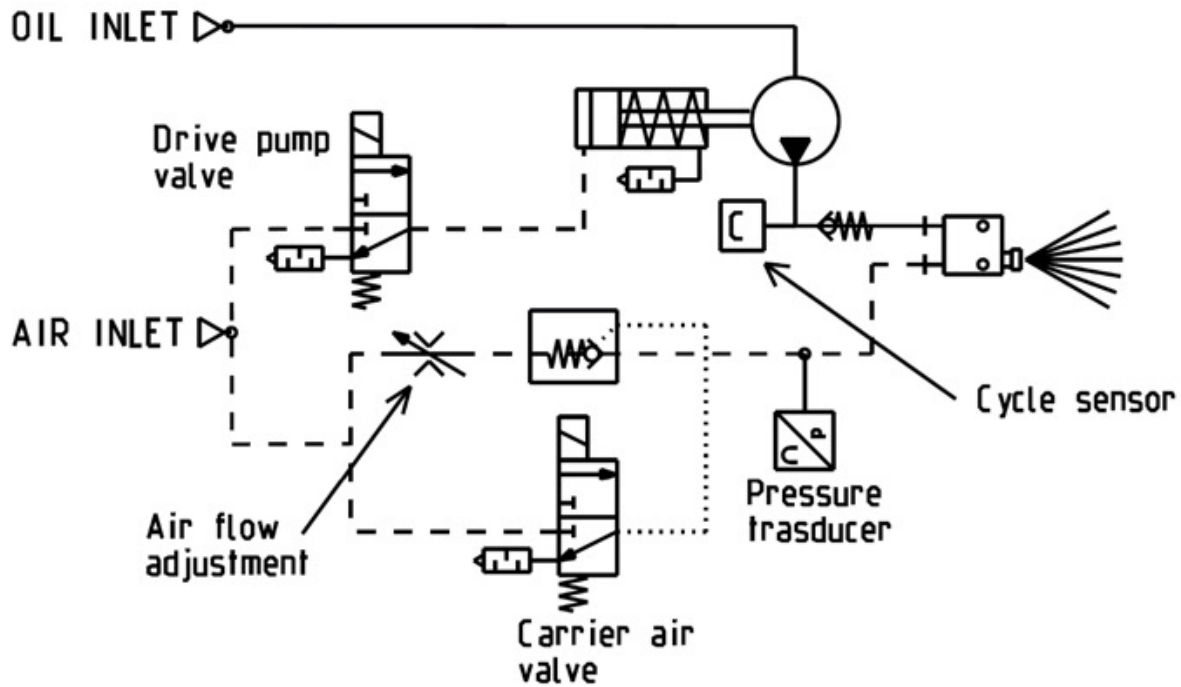 OIL INLET
Drive pump
valve
C
AIR INLET
Cycle sensor
P
U
Pressure
trasducer
Air flow
adjustment
Carrier air
valve